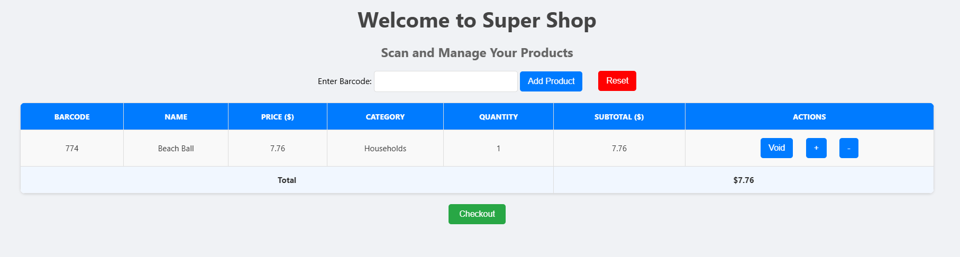 Welcome to Super Shop
Scan and Manage Your Products
Enter Barcode: Add Product Reset
BARCODE NAME PRICE ($) CATEGORY QUANTITY SUBTOTAL ($) ACTIONS
774 Beach Ball 7.76 Households 1 7.76 Void + -
Total $7.76
Checkout